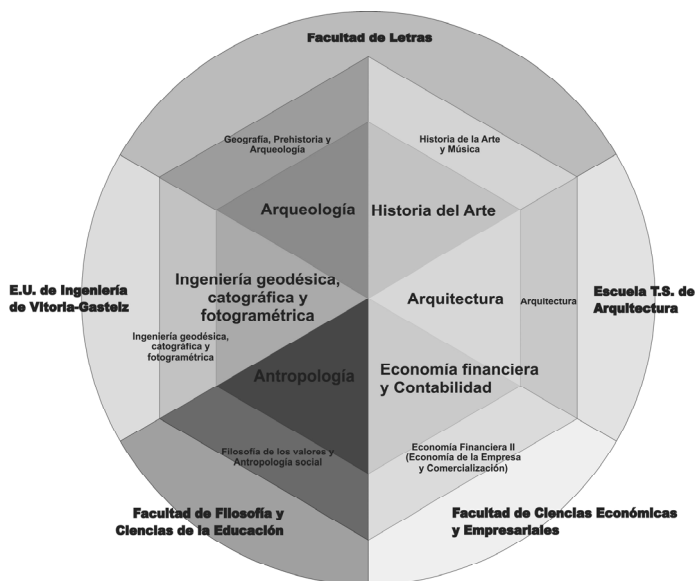 Facultad de Letras
Geografía, Prehistoria y
Arqueología
Historia de la Arte
y Música
Arqueología
Historia del Arte
E.U. de Ingeniería
de Vitoria-Gasteiz
Ingeniería geodésica,
catográfica y
fotogramétrica
Arquitectura
Arquitectura
Escuela T.S. de
Arquitectura
Ingeniería geodésica,
catográfica y
fotogramétrica
Antropología
Economía financiera
y Contabilidad
Filosofía de los valores y
Antropología social
Economía Financiera II
(Economía de la Empresa
y Comercialización)
Facultad de Filosofía y
Ciencias de la Educación
Facultad de Ciencias Económicas
y Empresariales